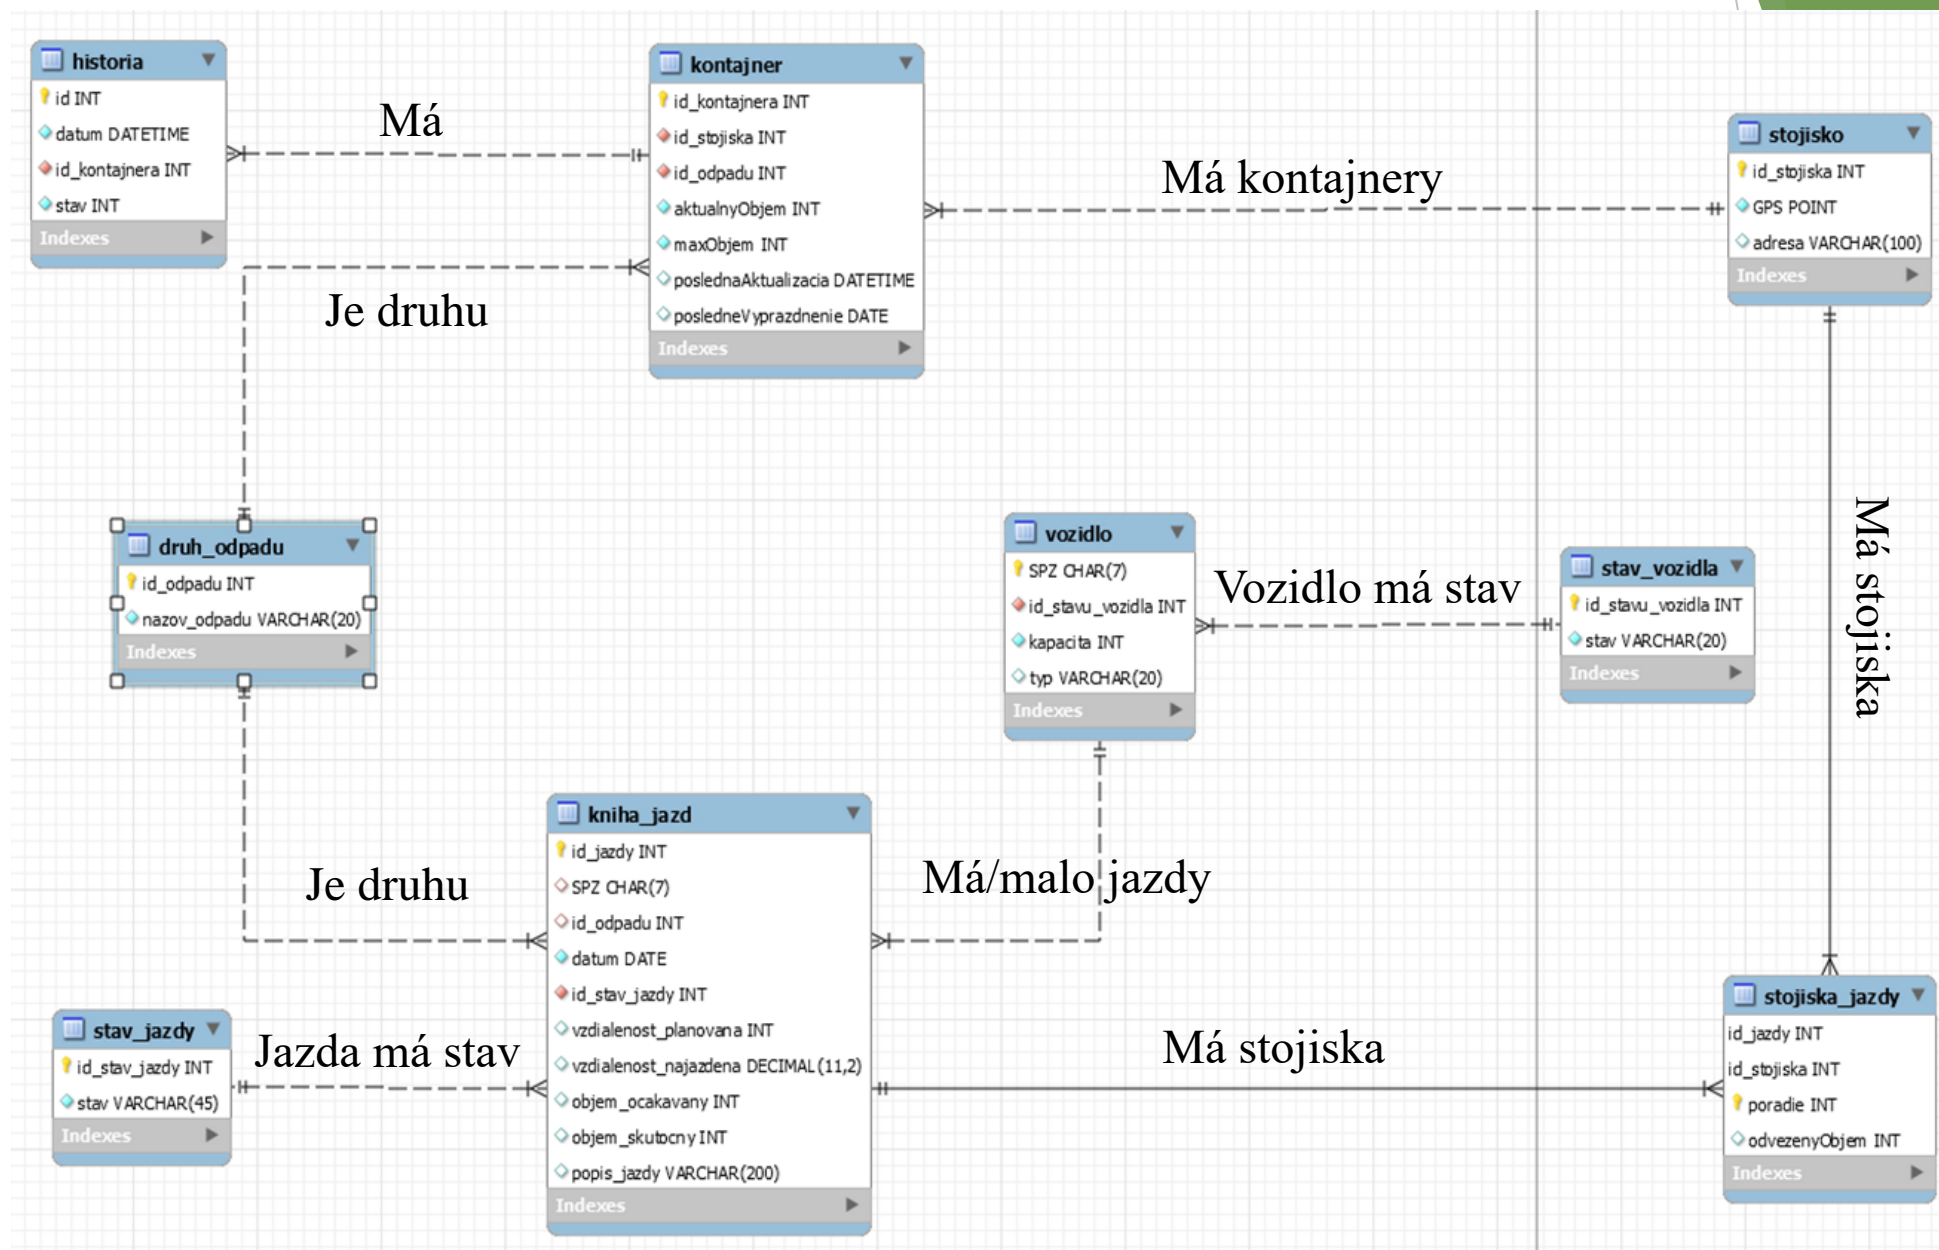 historia
id INT
datum DATETIME
id_kontajnera INT
stav INT
Indexes
Má
kontajner
id_kontajnera INT
id_stojiska INT
id_odpadu INT
aktualnyObjem INT
maxObjem INT
poslednaAktualizacia DATETIME
posledneVyprazdnenie DATE
Indexes
Má kontajnery
stojisko
id_stojiska INT
GPS POINT
adresa VARCHAR(100)
Indexes
Je druhu
druh_odpadu
id_odpadu INT
nazov_odpadu VARCHAR(20)
Indexes
vozidlo
SPZ CHAR(7)
id_stavu_vozidla INT
kapacita INT
typ VARCHAR(20)
Indexes
Vozidlo má stav
stav_vozidla
id_stavu_vozidla INT
stav VARCHAR(20)
Indexes
Má stojiska
Je druhu
kniha_jazd
id_jazdy INT
SPZ CHAR(7)
id_odpadu INT
datum DATE
id_stav_jazdy INT
vzdialenost_planovana INT
vzdialenost_najazdena DECIMAL(11,2)
objem_ocakavany INT
objem_skutocny INT
popis_jazdy VARCHAR(200)
Indexes
Má/malo jazdy
stav_jazdy
id_stav_jazdy INT
stav VARCHAR(45)
Indexes
Jazda má stav
Má stojiska
stojiska_jazdy
id_jazdy INT
id_stojiska INT
poradie INT
odvezenyObjem INT
Indexes